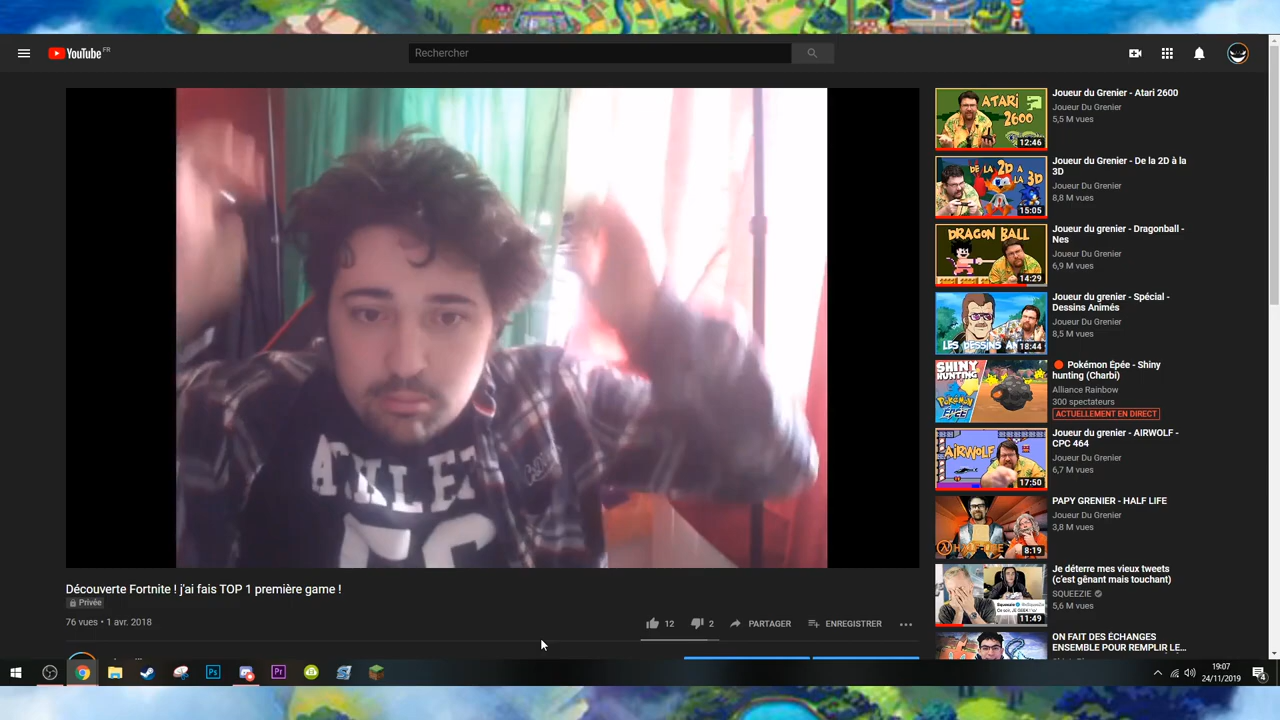 YouTube FR
Rechercher
ATHLET
Découverte Fortnite ! j'ai fais TOP 1 première game !
Privée
76 vues • 1 avr. 2018
12
2
PARTAGER
ENREGISTRER
ATARI
2600
12:46
Joueur du Grenier - Atari 2600
Joueur Du Grenier
5,5 M vues
DE LA 2D A
LA 3D
15:05
Joueur du Grenier - De la 2D à la
3D
Joueur Du Grenier
8,8 M vues
DRAGON BALL
14:29
Joueur du grenier - Dragonball -
Nes
Joueur Du Grenier
6,9 M vues
LES DESSINS AN
18:44
Joueur du grenier - Spécial -
Dessins Animés
Joueur Du Grenier
8,5 M vues
SHINY
HUNTING
POKÉMON
ÉPÉE
Pokémon Épée - Shiny
hunting (Charbi)
Alliance Rainbow
300 spectateurs
ACTUELLEMENT EN DIRECT
AIRWOLF
17:50
Joueur du grenier - AIRWOLF -
CPC 464
Joueur Du Grenier
6,7 M vues
HALF-LIFE
8:19
PAPY GRENIER - HALF LIFE
Joueur Du Grenier
3,8 M vues
Squeezie
11:49
Je déterre mes vieux tweets
(c'est gênant mais touchant)
SQUEEZIE
5,6 M vues
ON FAIT DES ÉCHANGES
ENSEMBLE POUR REMPLIR LE...
Ps
Pr
19:07
24/11/2019
4